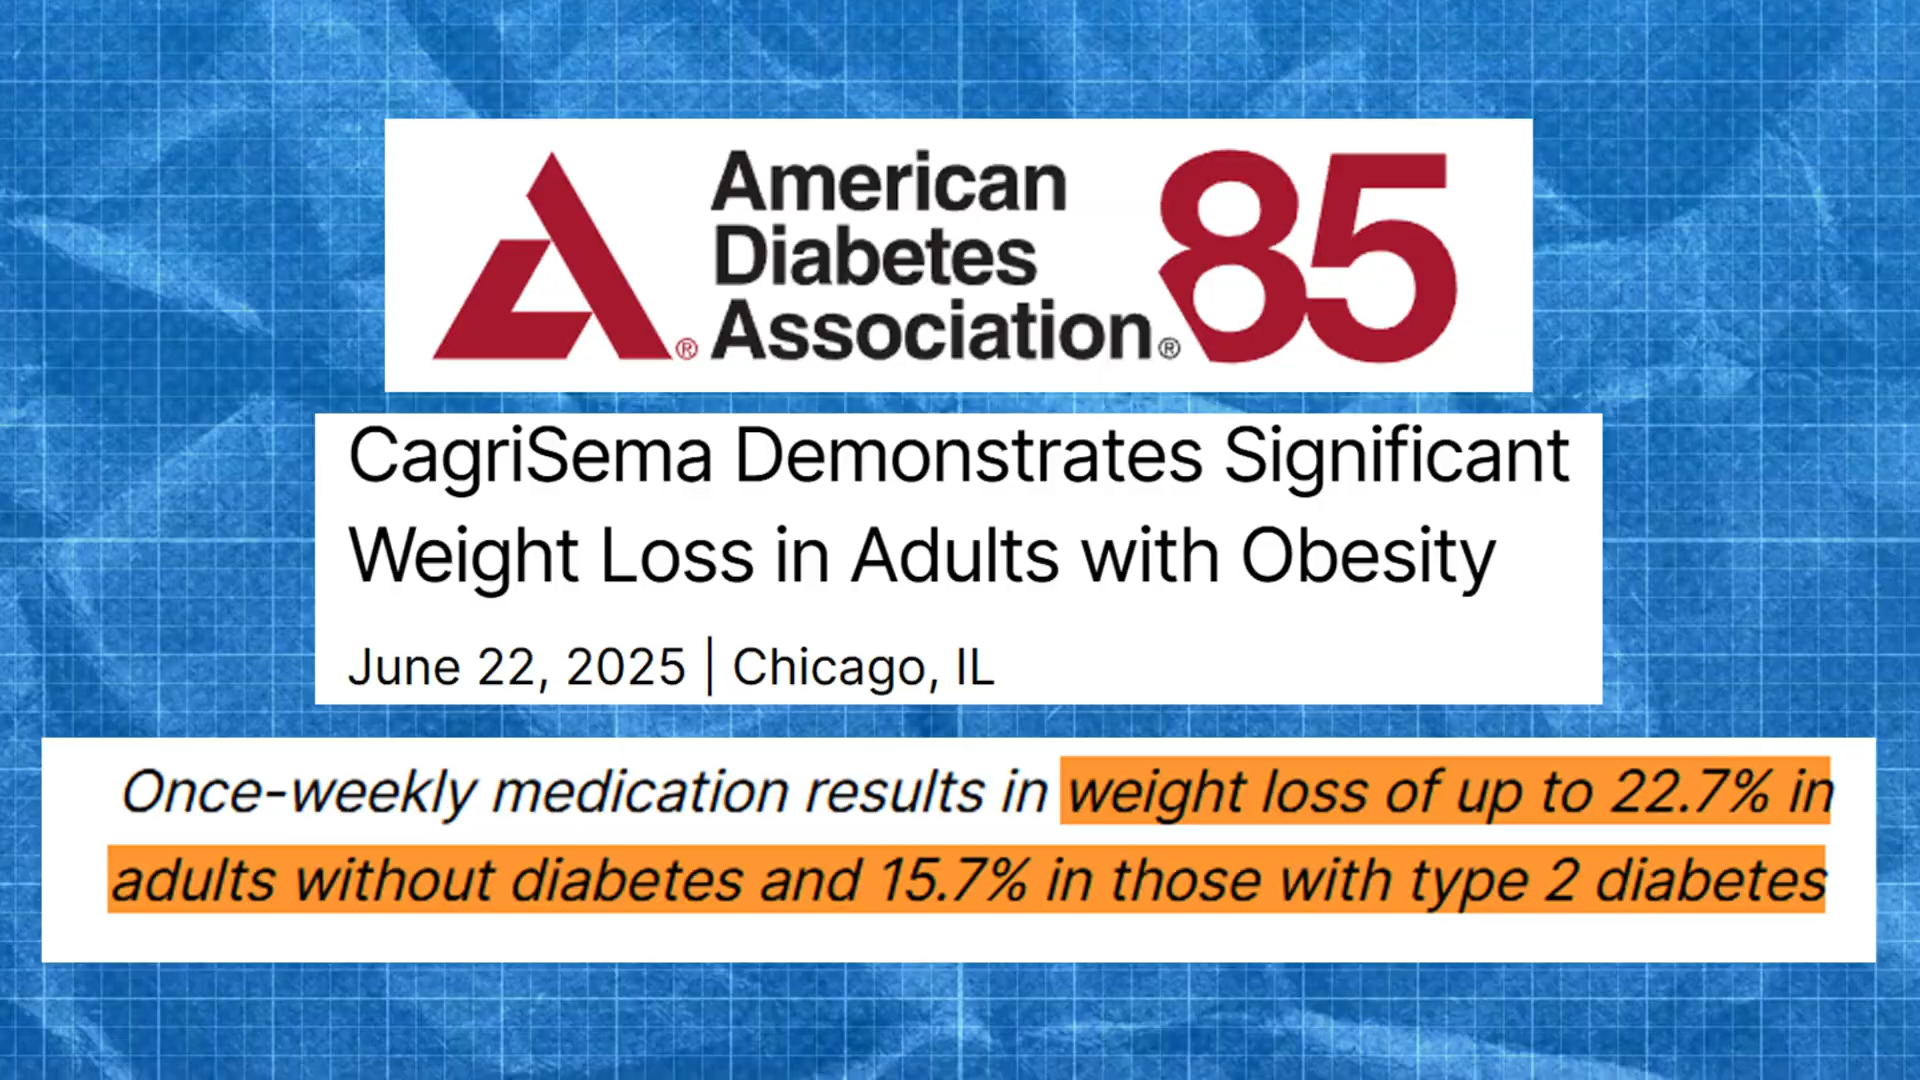 American
Diabetes
Association®
85
®
CagriSema Demonstrates Significant
Weight Loss in Adults with Obesity
June 22, 2025 | Chicago, IL
Once-weekly medication results in weight loss of up to 22.7% in
adults without diabetes and 15.7% in those with type 2 diabetes